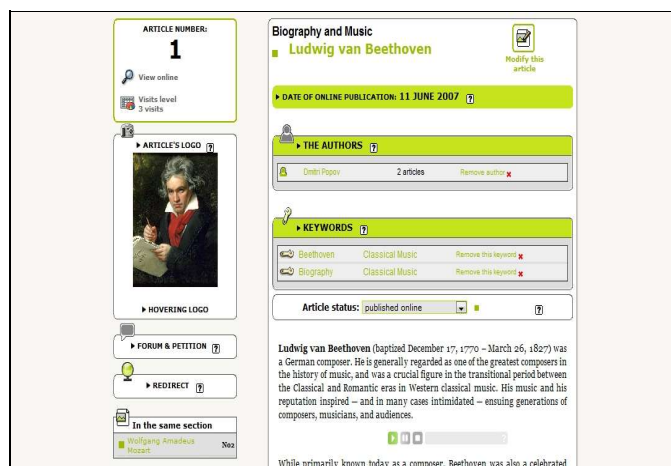 ARTICLE NUMBER:
1
View online
Visits level
3 visits
ARTICLE'S LOGO ?
HOVERING LOGO
FORUM & PETITION ?
REDIRECT ?
In the same section
Wolfgang Amadeus
Mozart
No2
Biography and Music
Ludwig van Beethoven
Modify this
article
DATE OF ONLINE PUBLICATION: 11 JUNE 2007 ?
THE AUTHORS ?
Dmitri Popov 2 articles Remove author
KEYWORDS ?
Beethoven Classical Music Remove this keyword
Biography Classical Music Remove this keyword
Article status: published online ?
Ludwig van Beethoven (baptized December 17, 1770 – March 26, 1827) was
a German composer. He is generally regarded as one of the greatest composers in
the history of music, and was a crucial figure in the transitional period between
the Classical and Romantic eras in Western classical music. His music and his
reputation inspired – and in many cases intimidated – ensuing generations of
composers, musicians, and audiences.
While primarily known today as a composer, Beethoven was also a celebrated